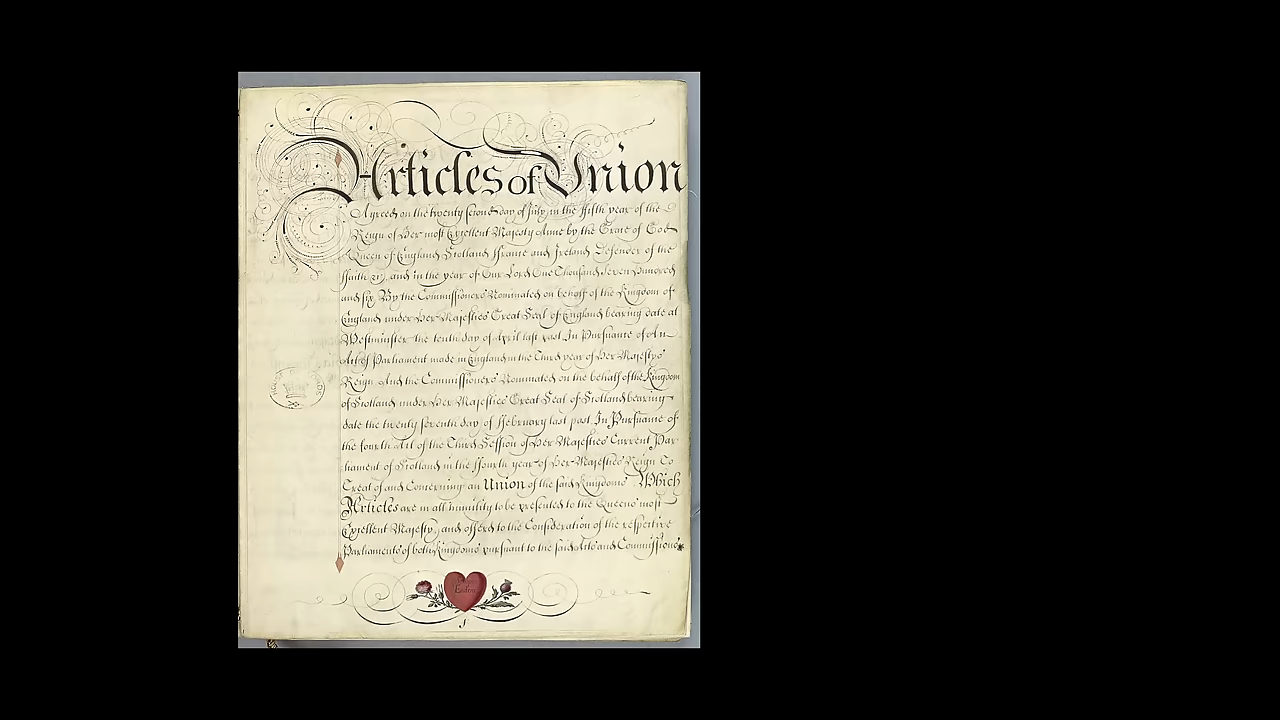 Articles of Union
Agreed on the twenty second day of July, in the ffifth year of the
Reign of Her most Excellent Majesty Anne by the Grace of God
Queen of England Scotland ffrance and Ireland Defender of the
ffaith &c, and in the year of Our Lord One Thousand Seven Hundred
and six, By the Commissioners Nominated on behalf of the Kingdom of
England under Her Majesties Great Seal of England bearing date at
Westminster the tenth day of April last past In Pursuance of An
Act of Parliament made in England in the Third year of Her Majestys
Reign And the Commissioners Nominated on the behalf of the Kingdom
of Scotland under Her Majesties Great Seal of Scotland bearing
date the twenty seventh day of ffebruary last past In Pursuance of
the fourth Act of the Third Session of Her Majesties Current Par-
liament of Scotland in the ffourth year of Her Majesties Reign To
Treat of and Concerning an Union of the said Kingdoms Which
Articles are in all humility to be presented to the Queens most
Excellent Majesty, and offerd to the Consideration of the respective
Parliaments of both Kingdoms pursuant to the said Acts and Commissions
1